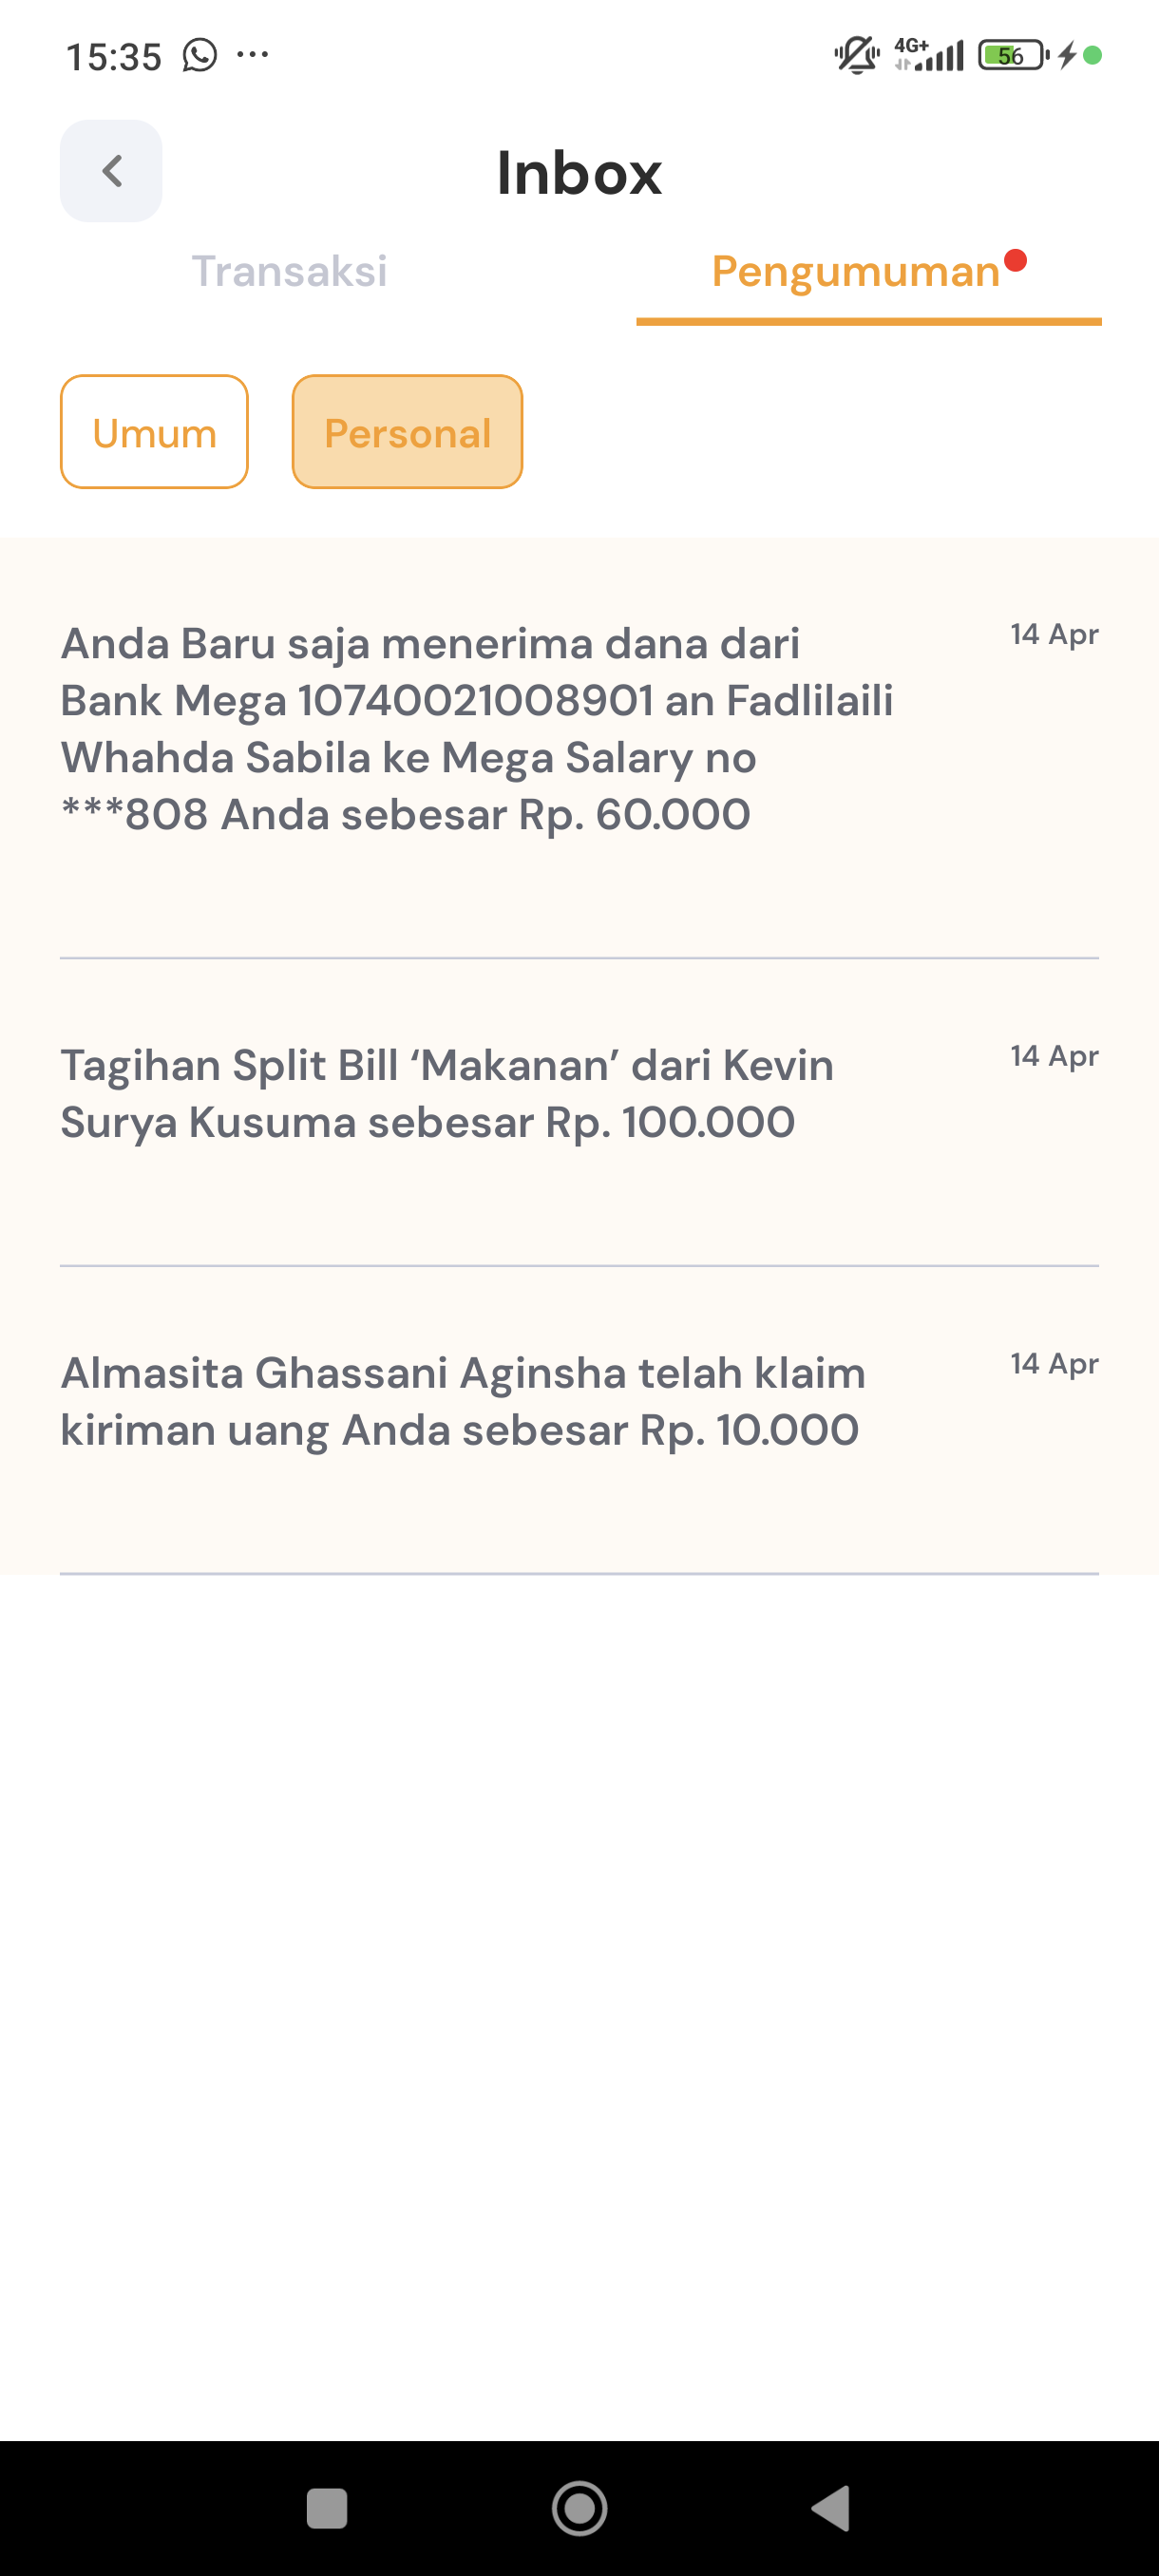 15:35
4G+
56
Inbox
Transaksi
Pengumuman
Umum
Personal
Anda Baru saja menerima dana dari
14 Apr
Bank Mega 10740021008901 an Fadlilaili
Whahda Sabila ke Mega Salary no
***808 Anda sebesar Rp. 60.000
Tagihan Split Bill ‘Makanan’ dari Kevin
14 Apr
Surya Kusuma sebesar Rp. 100.000
Almasita Ghassani Aginsha telah klaim
14 Apr
kiriman uang Anda sebesar Rp. 10.000